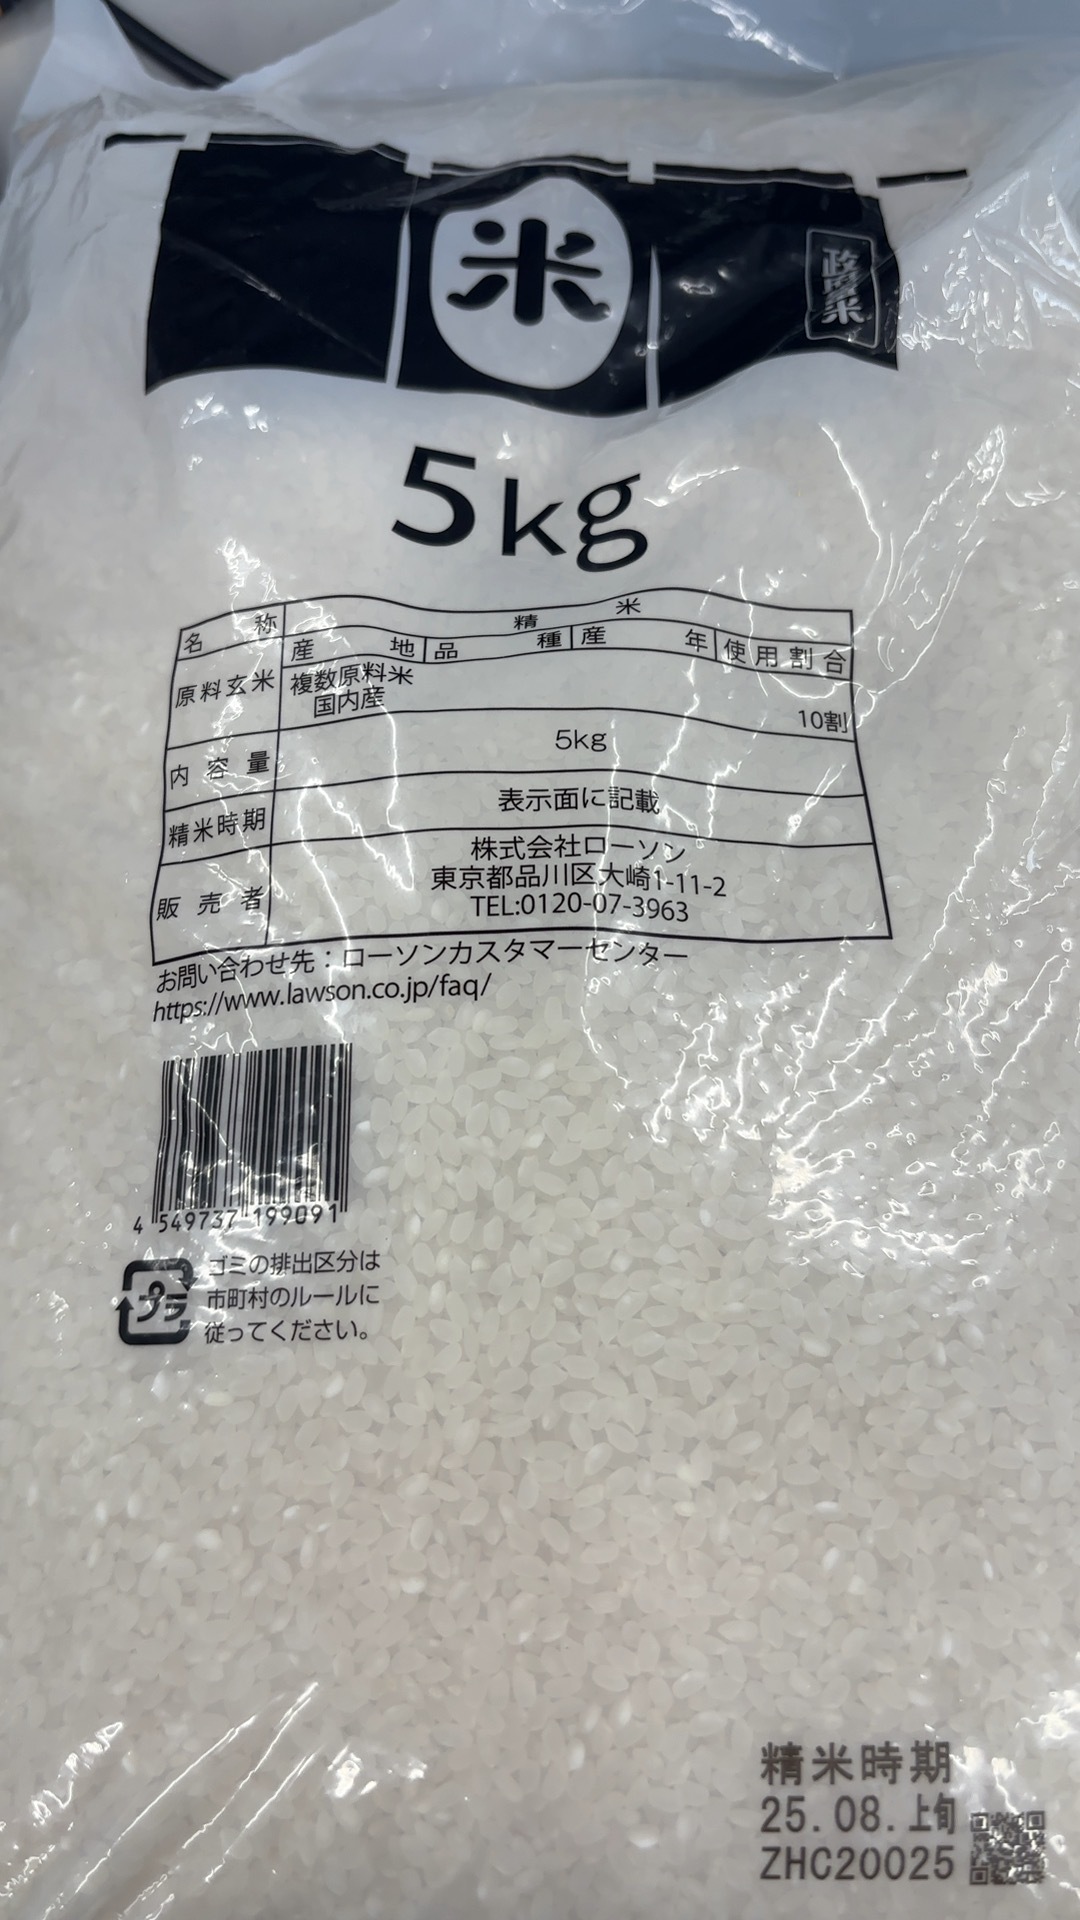 米
政府米
5kg
名称 精米
原料玄米 産地 品種 産年 使用割合
複数原料米
国内産 10割
内容量 5kg
精米時期 表示面に記載
販売者 株式会社ローソン
東京都品川区大崎1-11-2
TEL:0120-07-3963
お問い合わせ先：ローソンカスタマーセンター
https://www.lawson.co.jp/faq/
4 549737 199091
プラ
ゴミの排出区分は
市町村のルールに
従ってください。
精米時期
25.08.上旬
ZHC20025